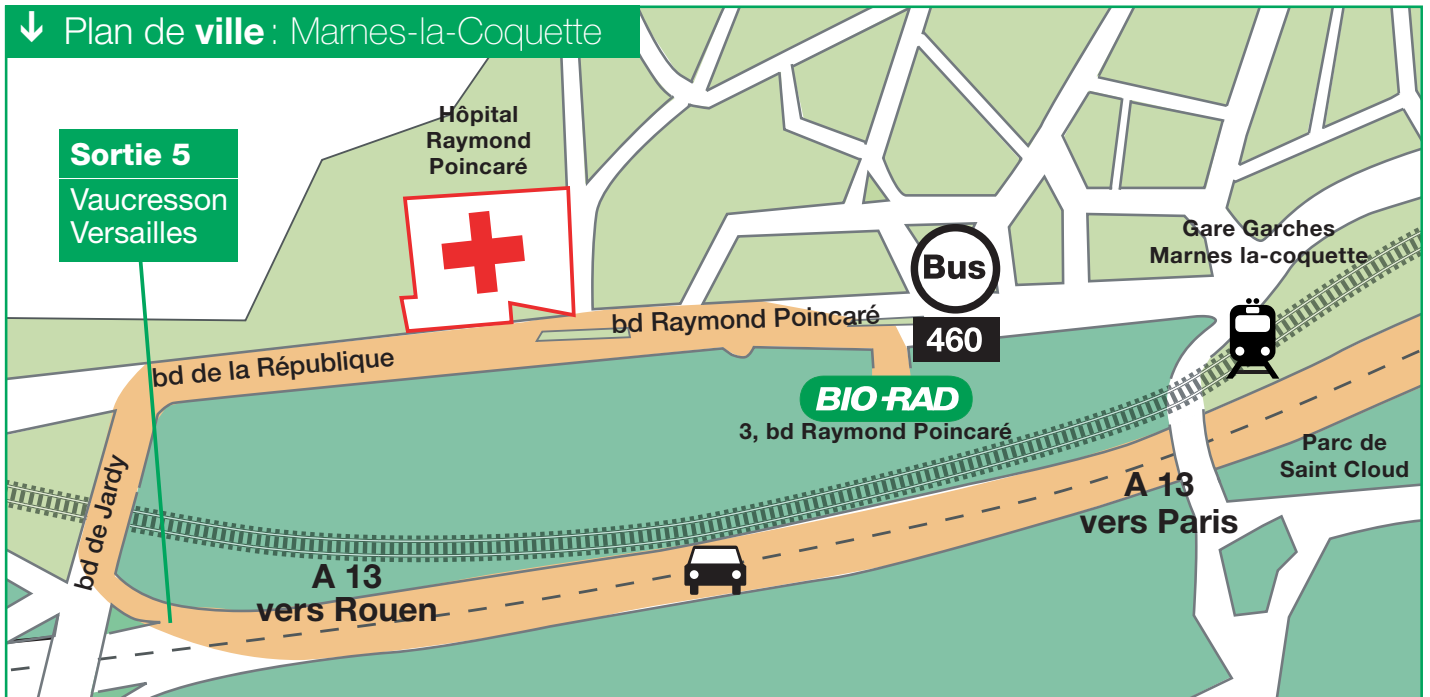 Plan de ville : Marnes-la-Coquette
Hôpital
Raymond
Poincaré
Sortie 5
Vaucresson
Versailles
Gare Garches
Marnes la-coquette
Bus
460
bd Raymond Poincaré
bd de la République
BIO-RAD
3, bd Raymond Poincaré
Parc de
Saint Cloud
bd de Jardy
A 13
vers Paris
A 13
vers Rouen